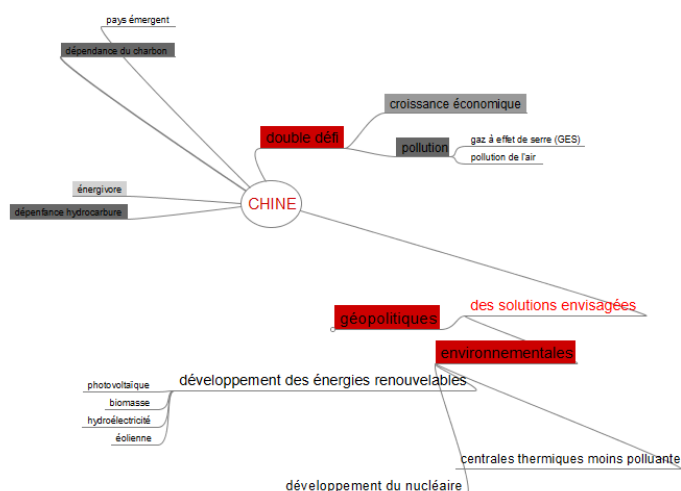 pays émergent
dépendance du charbon
croissance économique
double défi
pollution
gaz à effet de serre (GES)
pollution de l'air
énergivore
dépenfance hydrocarbure
CHINE
des solutions envisagées
géopolitiques
environnementales
développement des énergies renouvelables
photovoltaïque
biomasse
hydroélectricité
éolienne
centrales thermiques moins polluante
développement du nucléaire